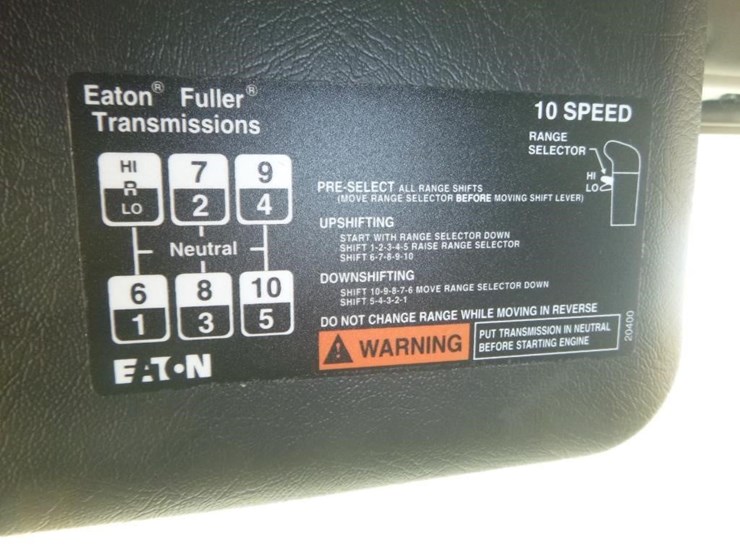 Eaton® Fuller®
Transmissions
10 SPEED
RANGE
SELECTOR
HI
LO
HI
R
LO
7
2
9
4
Neutral
6
1
8
3
10
5
EATON
PRE-SELECT ALL RANGE SHIFTS
(MOVE RANGE SELECTOR BEFORE MOVING SHIFT LEVER)
UPSHIFTING
START WITH RANGE SELECTOR DOWN
SHIFT 1-2-3-4-5 RAISE RANGE SELECTOR
SHIFT 6-7-8-9-10
DOWNSHIFTING
SHIFT 10-9-8-7-6 MOVE RANGE SELECTOR DOWN
SHIFT 5-4-3-2-1
DO NOT CHANGE RANGE WHILE MOVING IN REVERSE
WARNING
PUT TRANSMISSION IN NEUTRAL
BEFORE STARTING ENGINE
20400